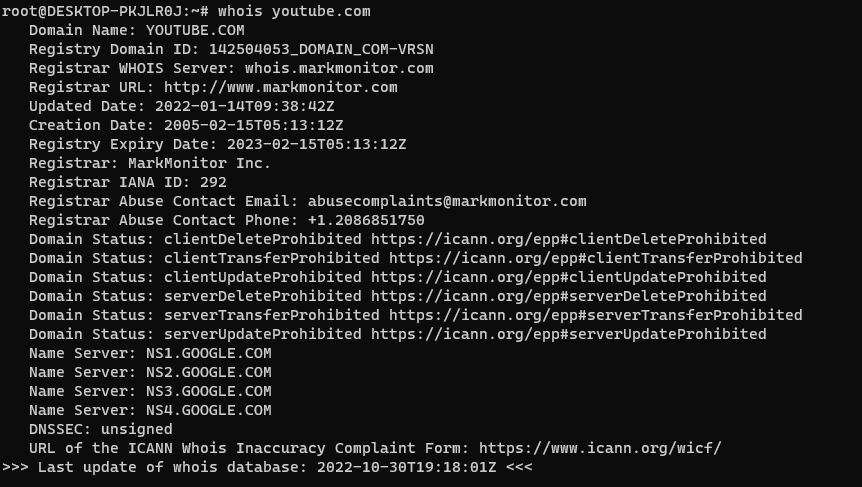 root@DESKTOP-PKJLR0J:~# whois youtube.com
Domain Name: YOUTUBE.COM
Registry Domain ID: 142504053_DOMAIN_COM-VRSN
Registrar WHOIS Server: whois.markmonitor.com
Registrar URL: http://www.markmonitor.com
Updated Date: 2022-01-14T09:38:42Z
Creation Date: 2005-02-15T05:13:12Z
Registry Expiry Date: 2023-02-15T05:13:12Z
Registrar: MarkMonitor Inc.
Registrar IANA ID: 292
Registrar Abuse Contact Email: abusecomplaints@markmonitor.com
Registrar Abuse Contact Phone: +1.2086851750
Domain Status: clientDeleteProhibited https://icann.org/epp#clientDeleteProhibited
Domain Status: clientTransferProhibited https://icann.org/epp#clientTransferProhibited
Domain Status: clientUpdateProhibited https://icann.org/epp#clientUpdateProhibited
Domain Status: serverDeleteProhibited https://icann.org/epp#serverDeleteProhibited
Domain Status: serverTransferProhibited https://icann.org/epp#serverTransferProhibited
Domain Status: serverUpdateProhibited https://icann.org/epp#serverUpdateProhibited
Name Server: NS1.GOOGLE.COM
Name Server: NS2.GOOGLE.COM
Name Server: NS3.GOOGLE.COM
Name Server: NS4.GOOGLE.COM
DNSSEC: unsigned
URL of the ICANN Whois Inaccuracy Complaint Form: https://www.icann.org/wicf/
>>> Last update of whois database: 2022-10-30T19:18:01Z <<<